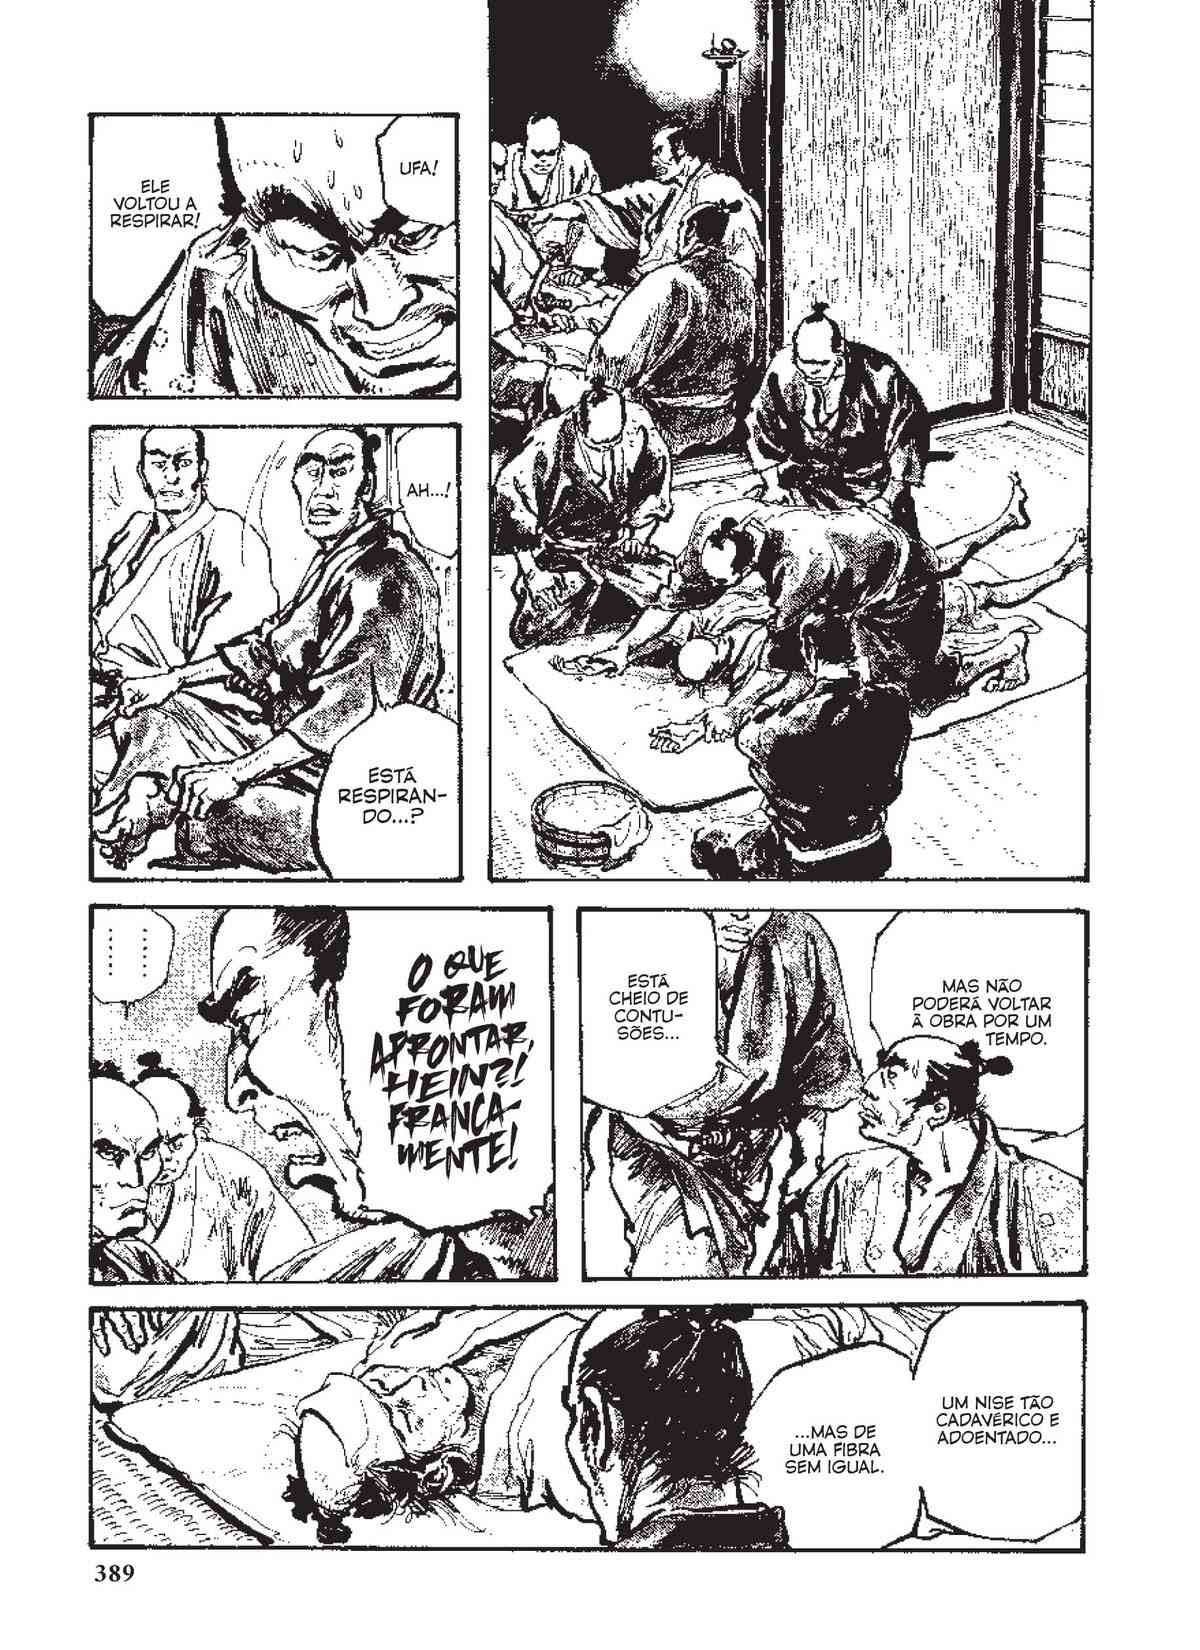 UFA!
ELE
VOLTOU A
RESPIRAR!
AH...!
ESTÁ
RESPIRAN-
DO...?
MAS NÃO
PODERÁ VOLTAR
À OBRA POR UM
TEMPO.
ESTÁ
CHEIO DE
CONTU-
SÕES...
O QUE
FORAM
APRONTAR,
HEIN?!
FRANCA-
MENTE!
......
......
UM NISE TÃO
CADAVÉRICO E
ADOENTADO...
...MAS DE
UMA FIBRA
SEM IGUAL.
389